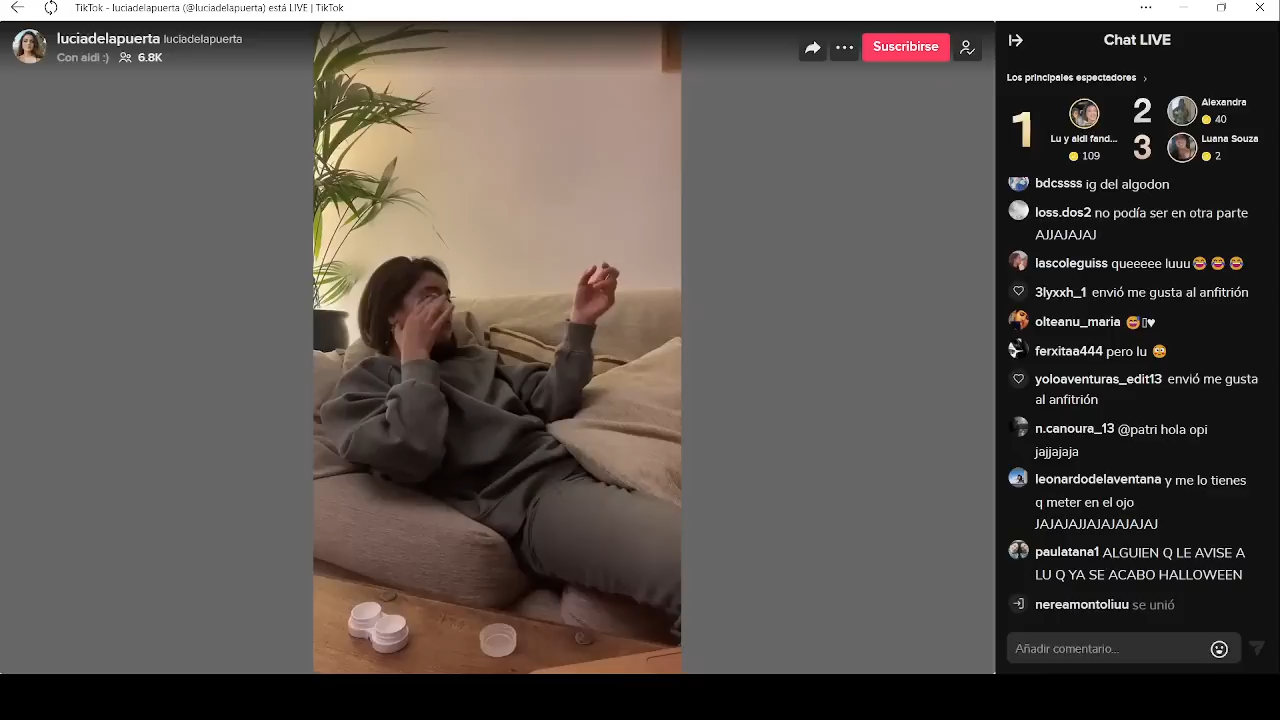 TikTok - luciadelapuerta (@luciadelapuerta) está LIVE | TikTok
luciadelapuerta luciadelapuerta
Con aidi :) 6.8K
Suscribirse
Chat LIVE
Los principales espectadores
1 Lu y aidi fand... 109
2 Alexandra 40
3 Luana Souza 2
bdcssss ig del algodon
loss.dos2 no podía ser en otra parte
AJJAJAJAJ
lascoleguiss queeeee luuu😂 😂 😂
3lyxxh_1 envió me gusta al anfitrión
olteanu_maria 😅▯♥
ferxitaa444 pero lu 😳
yoloaventuras_edit13 envió me gusta
al anfitrión
n.canoura_13 @patri hola opi
jajjajaja
leonardodelaventana y me lo tienes
q meter en el ojo
JAJAJAJJAJAJAJAJAJ
paulatana1 ALGUIEN Q LE AVISE A
LU Q YA SE ACABO HALLOWEEN
nereamontoliuu se unió
Añadir comentario...